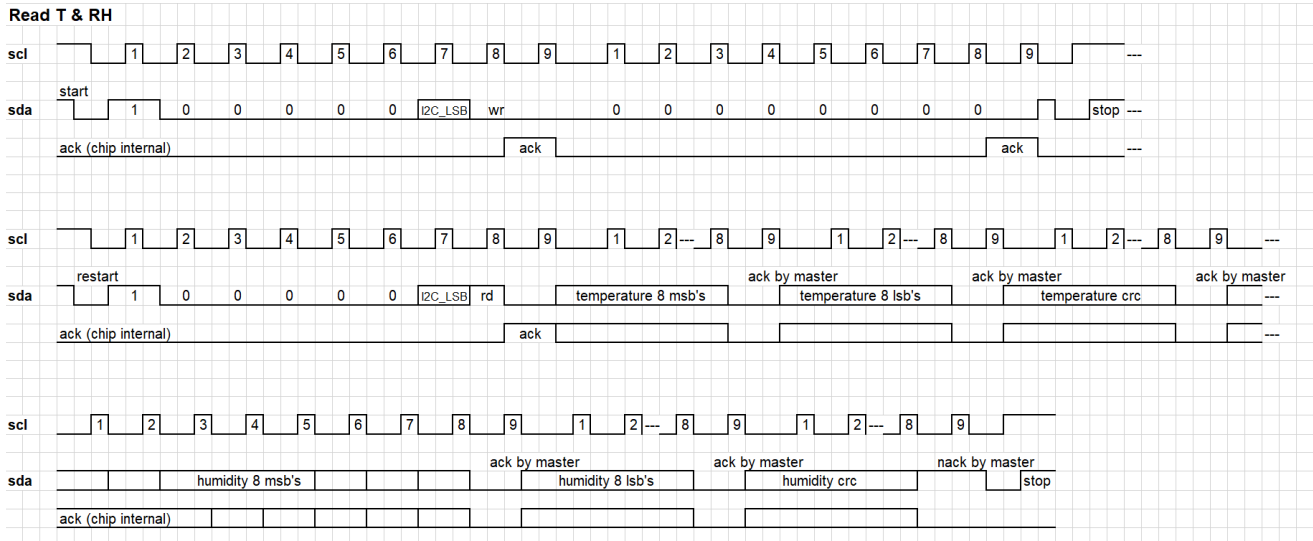 Read T & RH
scl 1 2 3 4 5 6 7 8 9 1 2 3 4 5 6 7 8 9 ---
start
sda 1 0 0 0 0 0 I2C_LSB wr 0 0 0 0 0 0 0 0 stop ---
ack (chip internal) ack ack ---
scl 1 2 3 4 5 6 7 8 9 1 2 --- 8 9 1 2 --- 8 9 1 2 --- 8 9 ---
restart ack by master ack by master ack by master
sda 1 0 0 0 0 0 I2C_LSB rd temperature 8 msb's temperature 8 lsb's temperature crc ---
ack (chip internal) ack ---
scl 1 2 3 4 5 6 7 8 9 1 2 --- 8 9 1 2 --- 8 9
ack by master ack by master nack by master
sda humidity 8 msb's humidity 8 lsb's humidity crc stop
ack (chip internal)